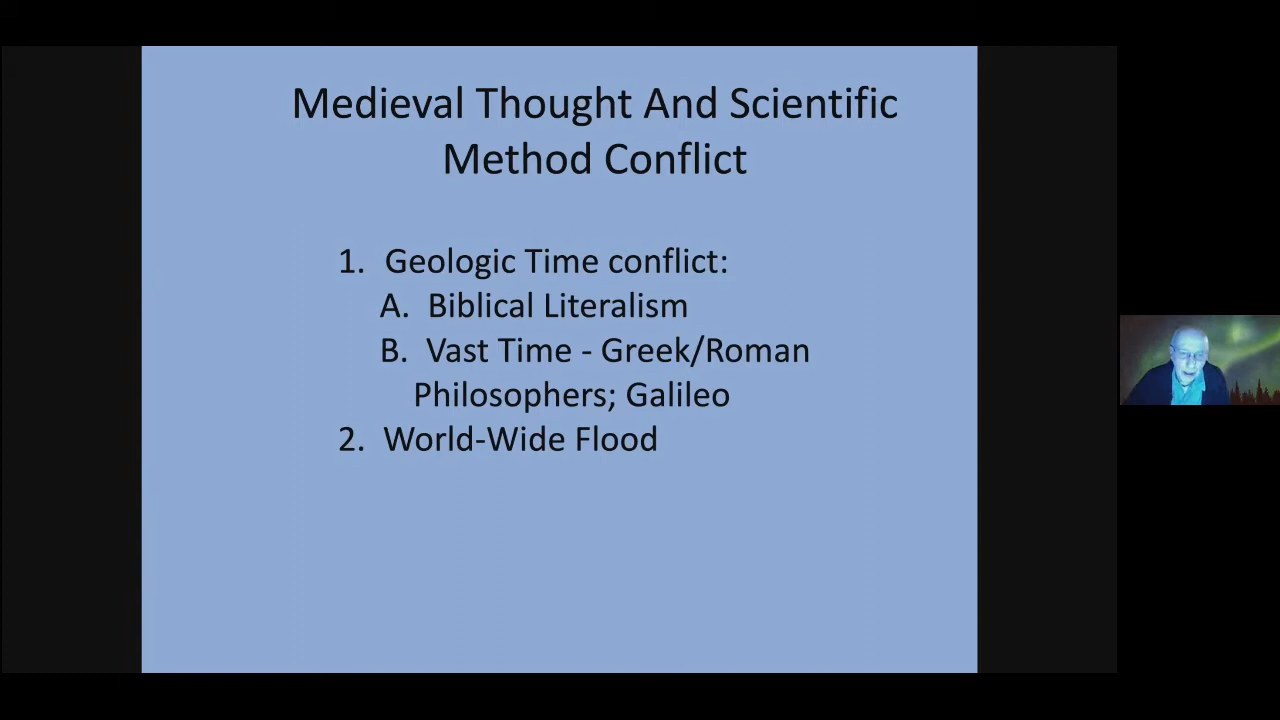 Medieval Thought And Scientific
Method Conflict
1. Geologic Time conflict:
A. Biblical Literalism
B. Vast Time - Greek/Roman
Philosophers; Galileo
2. World-Wide Flood